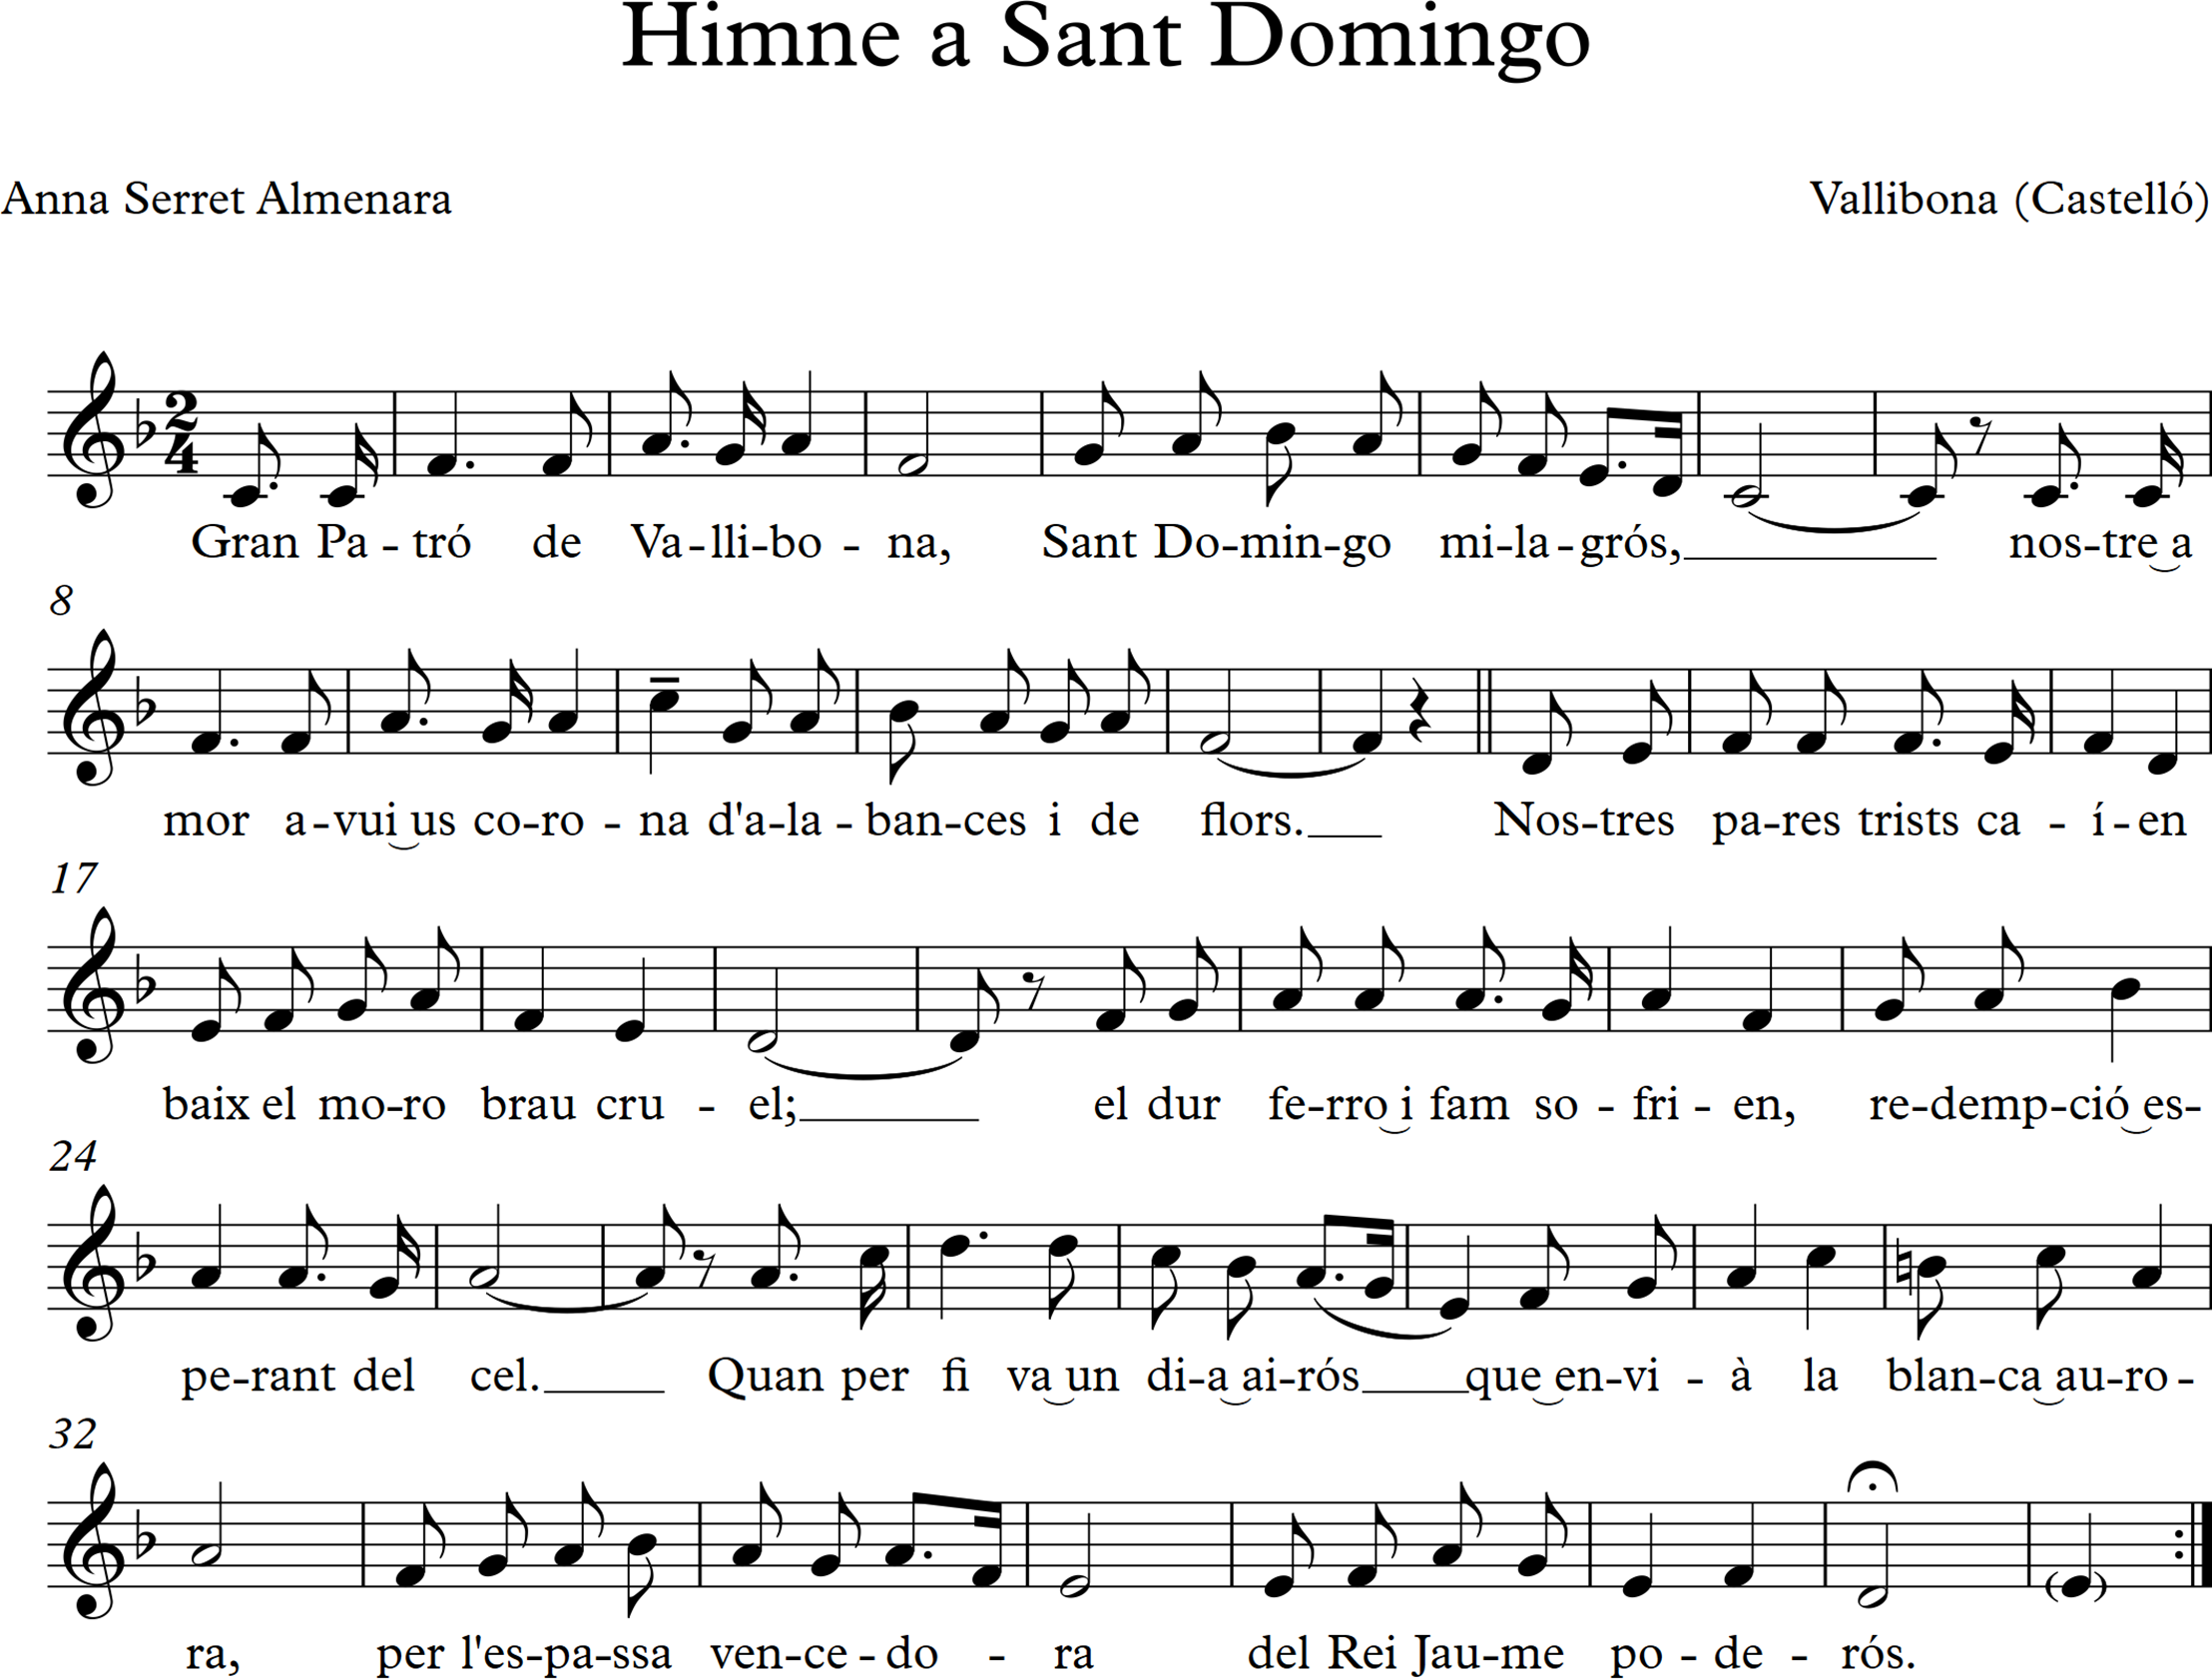 Himne a Sant Domingo
Anna Serret Almenara Vallibona (Castelló)
2
4
Gran Pa - tró de Va - lli - bo - na, Sant Do - min - go mi - la - grós, nos - tre‿a
8
mor a - vui‿us co - ro - na d'a - la - ban - ces i de flors. Nos - tres pa - res trists ca - í - en
17
baix el mo - ro brau cru - el; el dur fe - rro‿i fam so - fri - en, re - demp - ció‿es -
24
pe - rant del cel. Quan per fi va‿un di - a‿ai - rós que‿en - vi - à la blan - ca‿au - ro -
32
ra, per l'es - pa - ssa ven - ce - do - ra del Rei Jau - me po - de - rós.